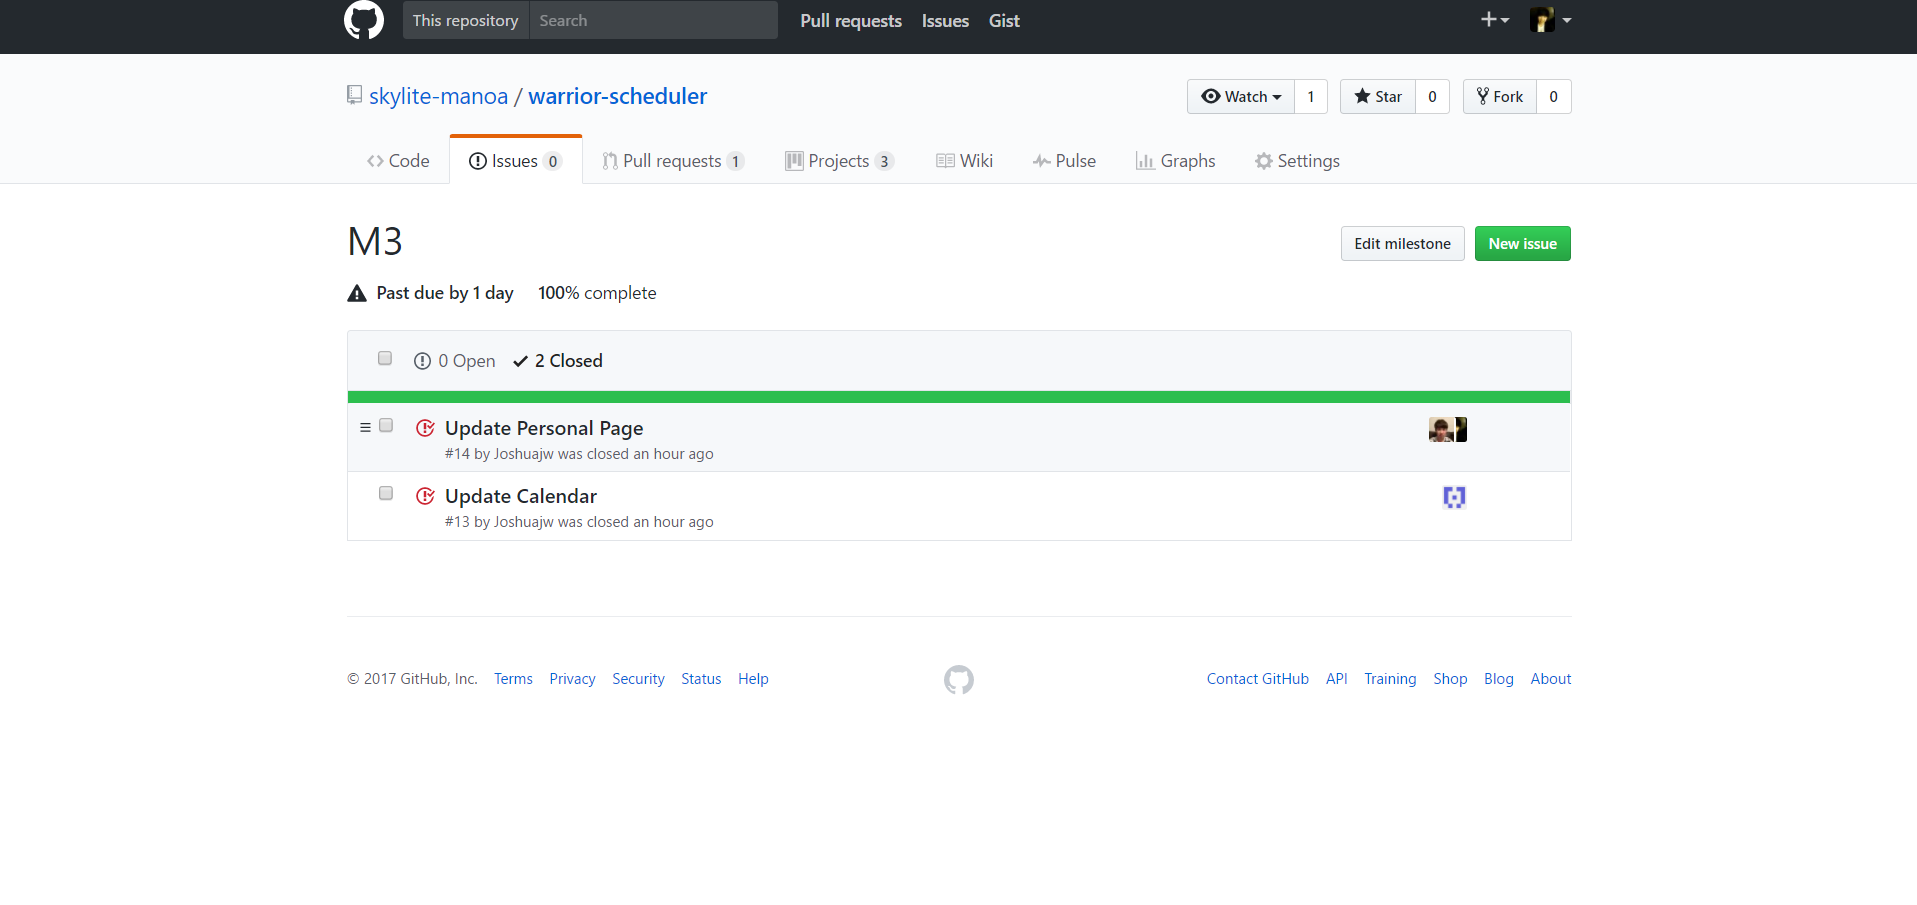 This repository Search Pull requests Issues Gist
skylite-manoa / warrior-scheduler Watch 1 Star 0 Fork 0
Code Issues 0 Pull requests 1 Projects 3 Wiki Pulse Graphs Settings
M3 Edit milestone New issue
Past due by 1 day 100% complete
0 Open 2 Closed
Update Personal Page
#14 by Joshuajw was closed an hour ago
Update Calendar
#13 by Joshuajw was closed an hour ago
© 2017 GitHub, Inc. Terms Privacy Security Status Help Contact GitHub API Training Shop Blog About